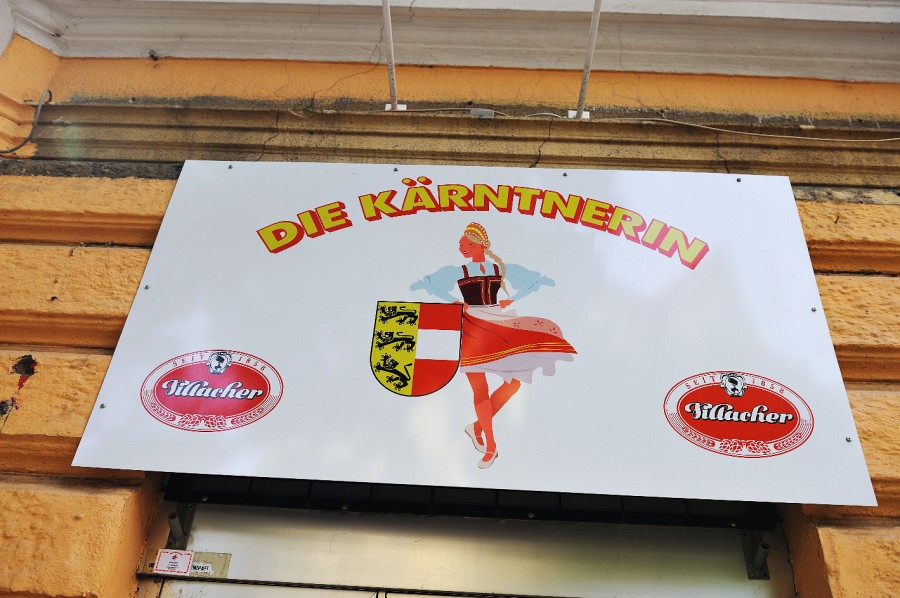 DIE KÄRNTNERIN
SEIT 1858
Villacher
SEIT 1858
Villacher